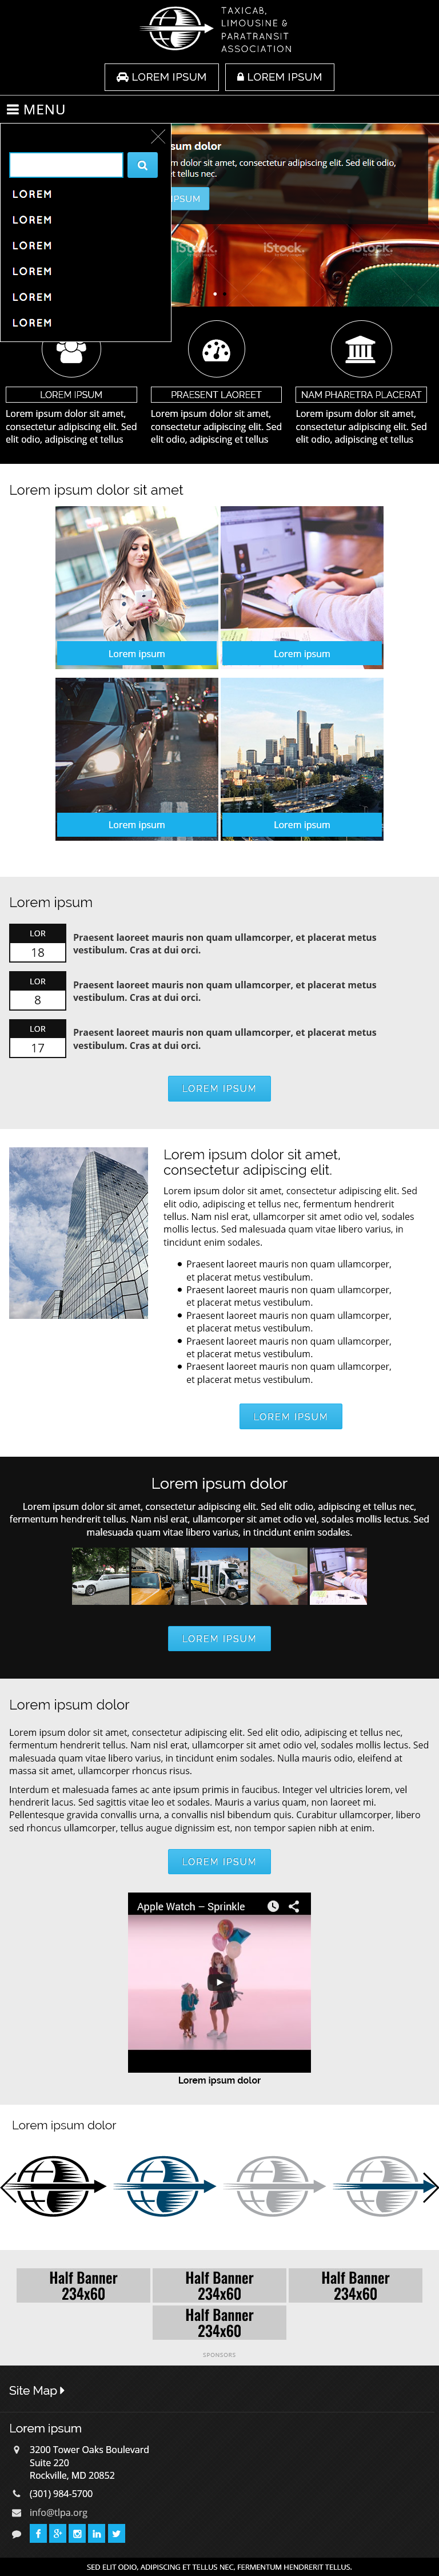 TAXICAB,
LIMOUSINE &
PARATRANSIT
ASSOCIATION
LOREM IPSUM
LOREM IPSUM
MENU
LOREM
LOREM
LOREM
LOREM
LOREM
LOREM
sum dolor
m dolor sit amet, consectetur adipiscing elit. Sed elit odio,
t tellus nec.
IPSUM
iStock.
iStock.
iStock.
LOREM IPSUM
Lorem ipsum dolor sit amet,
consectetur adipiscing elit. Sed
elit odio, adipiscing et tellus
PRAESENT LAOREET
Lorem ipsum dolor sit amet,
consectetur adipiscing elit. Sed
elit odio, adipiscing et tellus
NAM PHARETRA PLACERAT
Lorem ipsum dolor sit amet,
consectetur adipiscing elit. Sed
elit odio, adipiscing et tellus
Lorem ipsum dolor sit amet
Lorem ipsum
Lorem ipsum
Lorem ipsum
Lorem ipsum
Lorem ipsum
LOR
18
Praesent laoreet mauris non quam ullamcorper, et placerat metus
vestibulum. Cras at dui orci.
LOR
8
Praesent laoreet mauris non quam ullamcorper, et placerat metus
vestibulum. Cras at dui orci.
LOR
17
Praesent laoreet mauris non quam ullamcorper, et placerat metus
vestibulum. Cras at dui orci.
LOREM IPSUM
Lorem ipsum dolor sit amet,
consectetur adipiscing elit.
Lorem ipsum dolor sit amet, consectetur adipiscing elit. Sed
elit odio, adipiscing et tellus nec, fermentum hendrerit
tellus. Nam nisl erat, ullamcorper sit amet odio vel, sodales
mollis lectus. Sed malesuada quam vitae libero varius, in
tincidunt enim sodales.
Praesent laoreet mauris non quam ullamcorper,
et placerat metus vestibulum.
Praesent laoreet mauris non quam ullamcorper,
et placerat metus vestibulum.
Praesent laoreet mauris non quam ullamcorper,
et placerat metus vestibulum.
Praesent laoreet mauris non quam ullamcorper,
et placerat metus vestibulum.
Praesent laoreet mauris non quam ullamcorper,
et placerat metus vestibulum.
LOREM IPSUM
Lorem ipsum dolor
Lorem ipsum dolor sit amet, consectetur adipiscing elit. Sed elit odio, adipiscing et tellus nec,
fermentum hendrerit tellus. Nam nisl erat, ullamcorper sit amet odio vel, sodales mollis lectus. Sed
malesuada quam vitae libero varius, in tincidunt enim sodales.
LOREM IPSUM
Lorem ipsum dolor
Lorem ipsum dolor sit amet, consectetur adipiscing elit. Sed elit odio, adipiscing et tellus nec,
fermentum hendrerit tellus. Nam nisl erat, ullamcorper sit amet odio vel, sodales mollis lectus. Sed
malesuada quam vitae libero varius, in tincidunt enim sodales. Nulla mauris odio, eleifend at
massa sit amet, ullamcorper rhoncus risus.
Interdum et malesuada fames ac ante ipsum primis in faucibus. Integer vel ultricies lorem, vel
hendrerit lacus. Sed sagittis vitae leo et sodales. Mauris a varius quam, non laoreet mi.
Pellentesque gravida convallis urna, a convallis nisl bibendum quis. Curabitur ullamcorper, libero
sed rhoncus ullamcorper, tellus augue dignissim est, non tempor sapien nibh at enim.
LOREM IPSUM
Apple Watch – Sprinkle
Lorem ipsum dolor
Lorem ipsum dolor
Half Banner
234x60
Half Banner
234x60
Half Banner
234x60
Half Banner
234x60
SPONSORS
Site Map
Lorem ipsum
3200 Tower Oaks Boulevard
Suite 220
Rockville, MD 20852
(301) 984-5700
info@tlpa.org
SED ELIT ODIO, ADIPISCING ET TELLUS NEC, FERMENTUM HENDRERIT TELLUS.